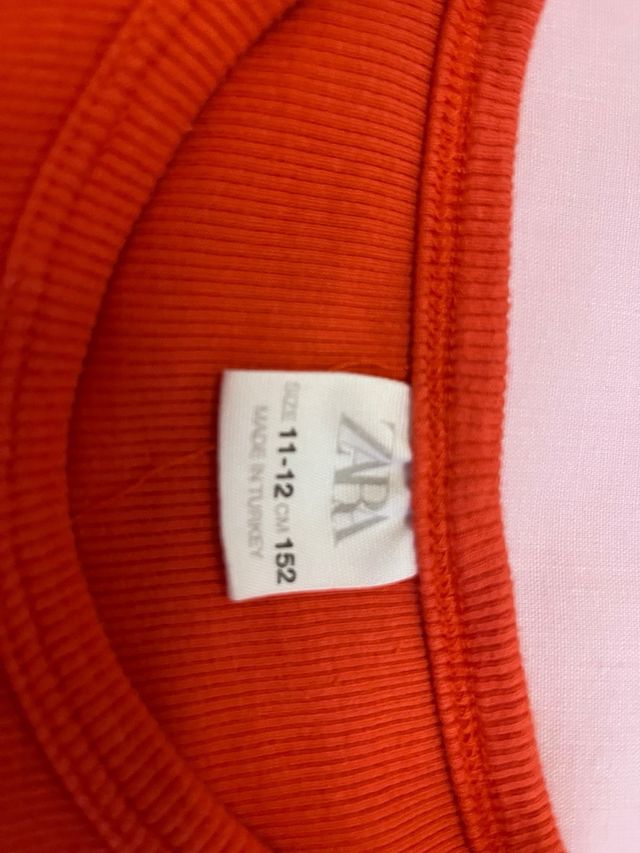 ZARA
SIZE 11-12 CM 152
MADE IN TURKEY